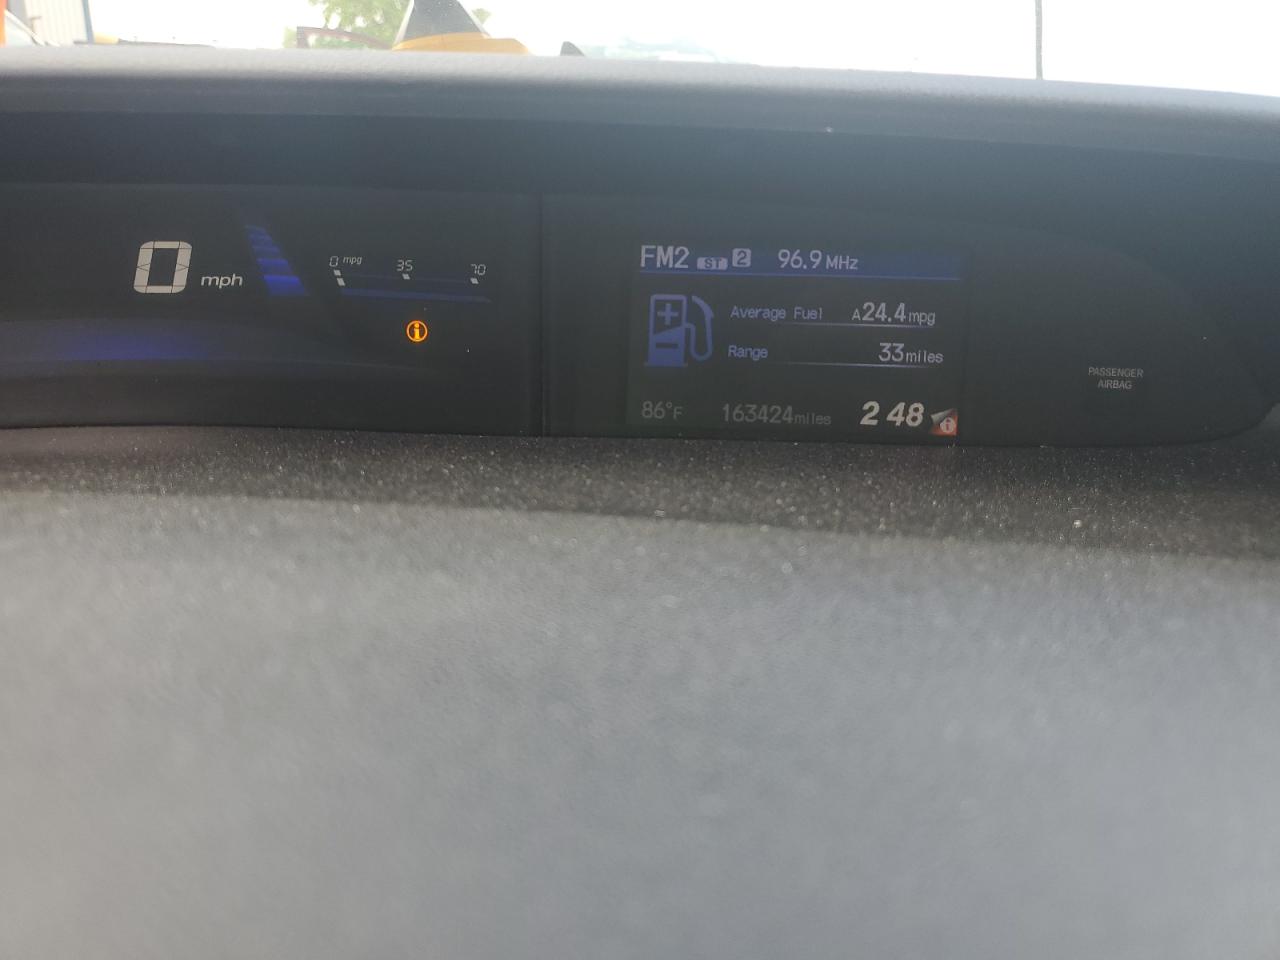 0 mph
0 mpg 35 70
FM2 ST 2 96.9 MHz
Average Fuel A24.4 mpg
Range 33 miles
86°F 163424 miles 2 48
PASSENGER
AIRBAG